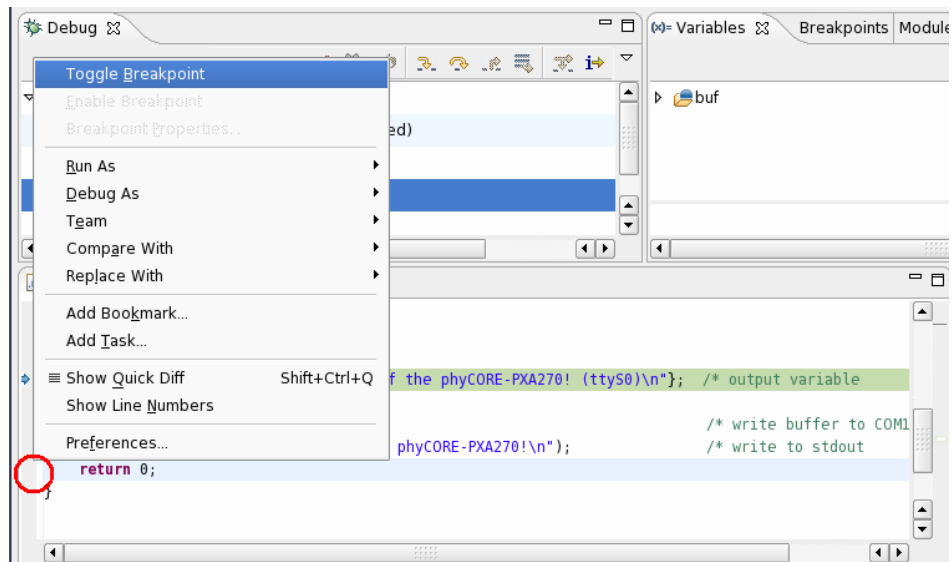 Debug
(x)= Variables Breakpoints Module
Toggle Breakpoint
Enable Breakpoint
Breakpoint Properties..
buf
ed)
Run As
Debug As
Team
Compare With
Replace With
Add Bookmark...
Add Task...
Show Quick Diff Shift+Ctrl+Q
f the phyCORE-PXA270! (ttyS0)\n"}; /* output variable
Show Line Numbers
/* write buffer to COM1
Preferences...
phyCORE-PXA270!\n"); /* write to stdout
return 0;
}